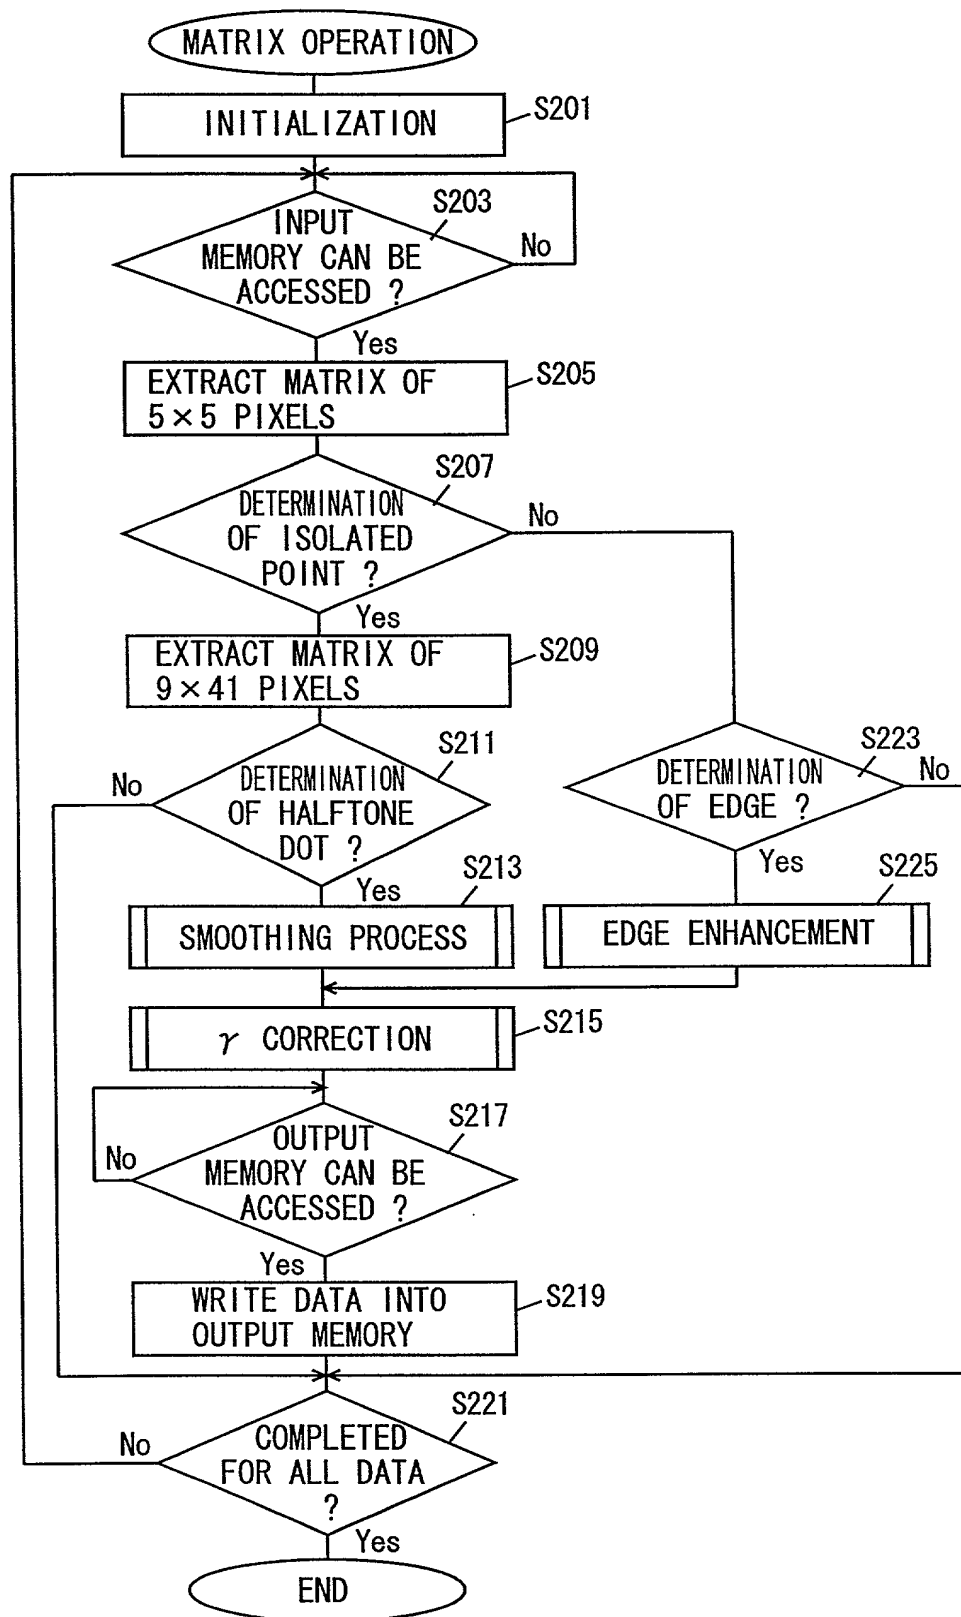 MATRIX OPERATION
INITIALIZATION
S201
INPUT
MEMORY CAN BE
ACCESSED ?
S203
No
Yes
EXTRACT MATRIX OF
5×5 PIXELS
S205
DETERMINATION
OF ISOLATED
POINT ?
S207
No
Yes
EXTRACT MATRIX OF
9×41 PIXELS
S209
DETERMINATION
OF HALFTONE
DOT ?
S211
No
Yes
DETERMINATION
OF EDGE ?
S223
No
Yes
SMOOTHING PROCESS
S213
EDGE ENHANCEMENT
S225
γ CORRECTION
S215
OUTPUT
MEMORY CAN BE
ACCESSED ?
S217
No
Yes
WRITE DATA INTO
OUTPUT MEMORY
S219
COMPLETED
FOR ALL DATA
?
S221
No
Yes
END